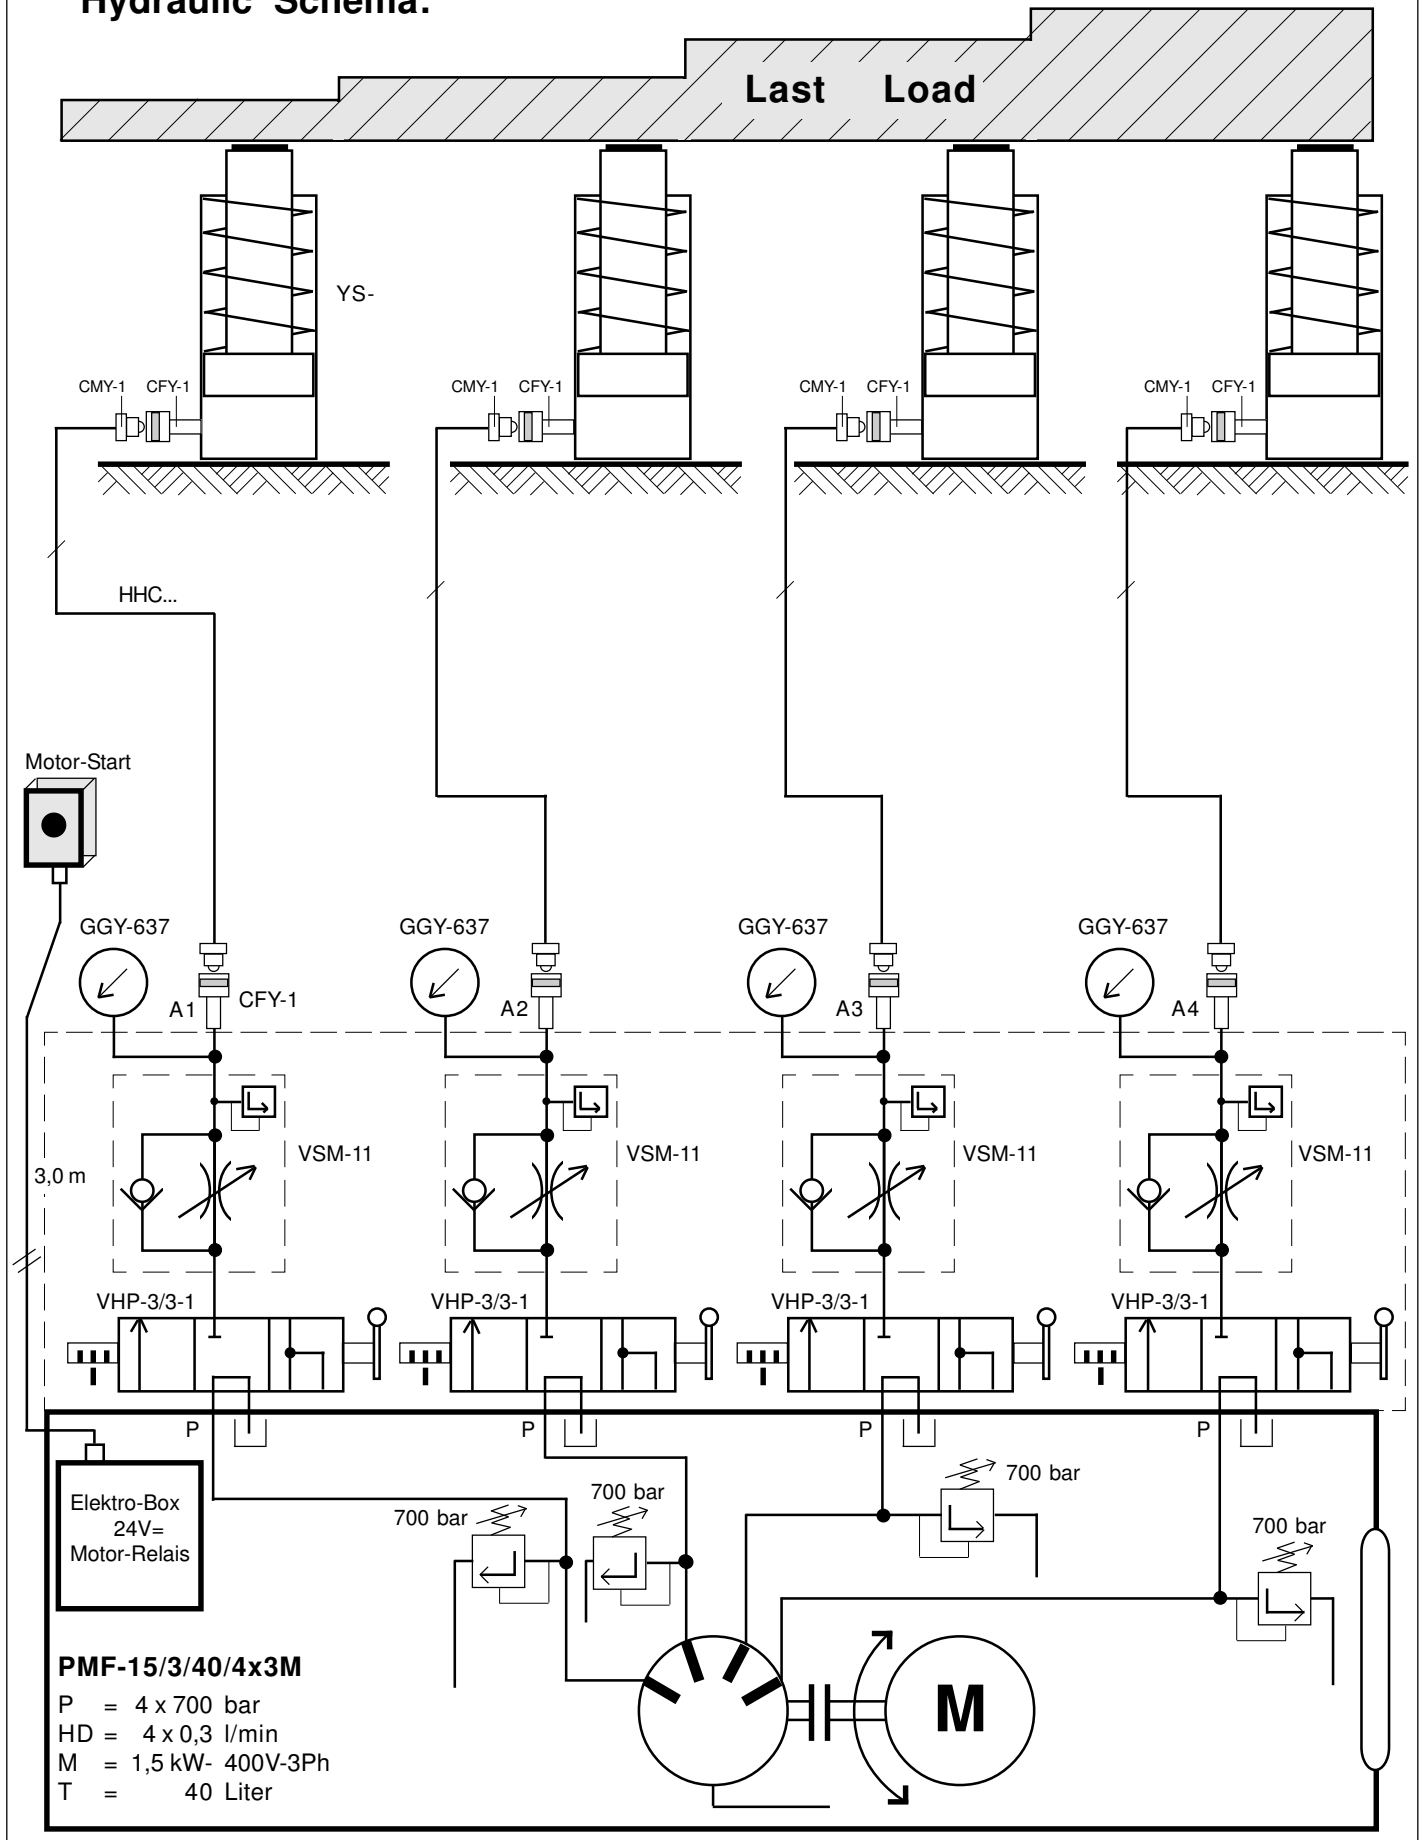 Hydraulic Schema:
Last Load
YS-
CMY-1 CFY-1
CMY-1 CFY-1
CMY-1 CFY-1
CMY-1 CFY-1
HHC...
Motor-Start
GGY-637
GGY-637
GGY-637
GGY-637
A1 CFY-1
A2
A3
A4
VSM-11
VSM-11
VSM-11
VSM-11
3,0 m
VHP-3/3-1
VHP-3/3-1
VHP-3/3-1
VHP-3/3-1
P
P
P
P
Elektro-Box
24V=
Motor-Relais
700 bar
700 bar
700 bar
700 bar
PMF-15/3/40/4x3M
P = 4 x 700 bar
HD = 4 x 0,3 l/min
M = 1,5 kW- 400V-3Ph
T = 40 Liter
M